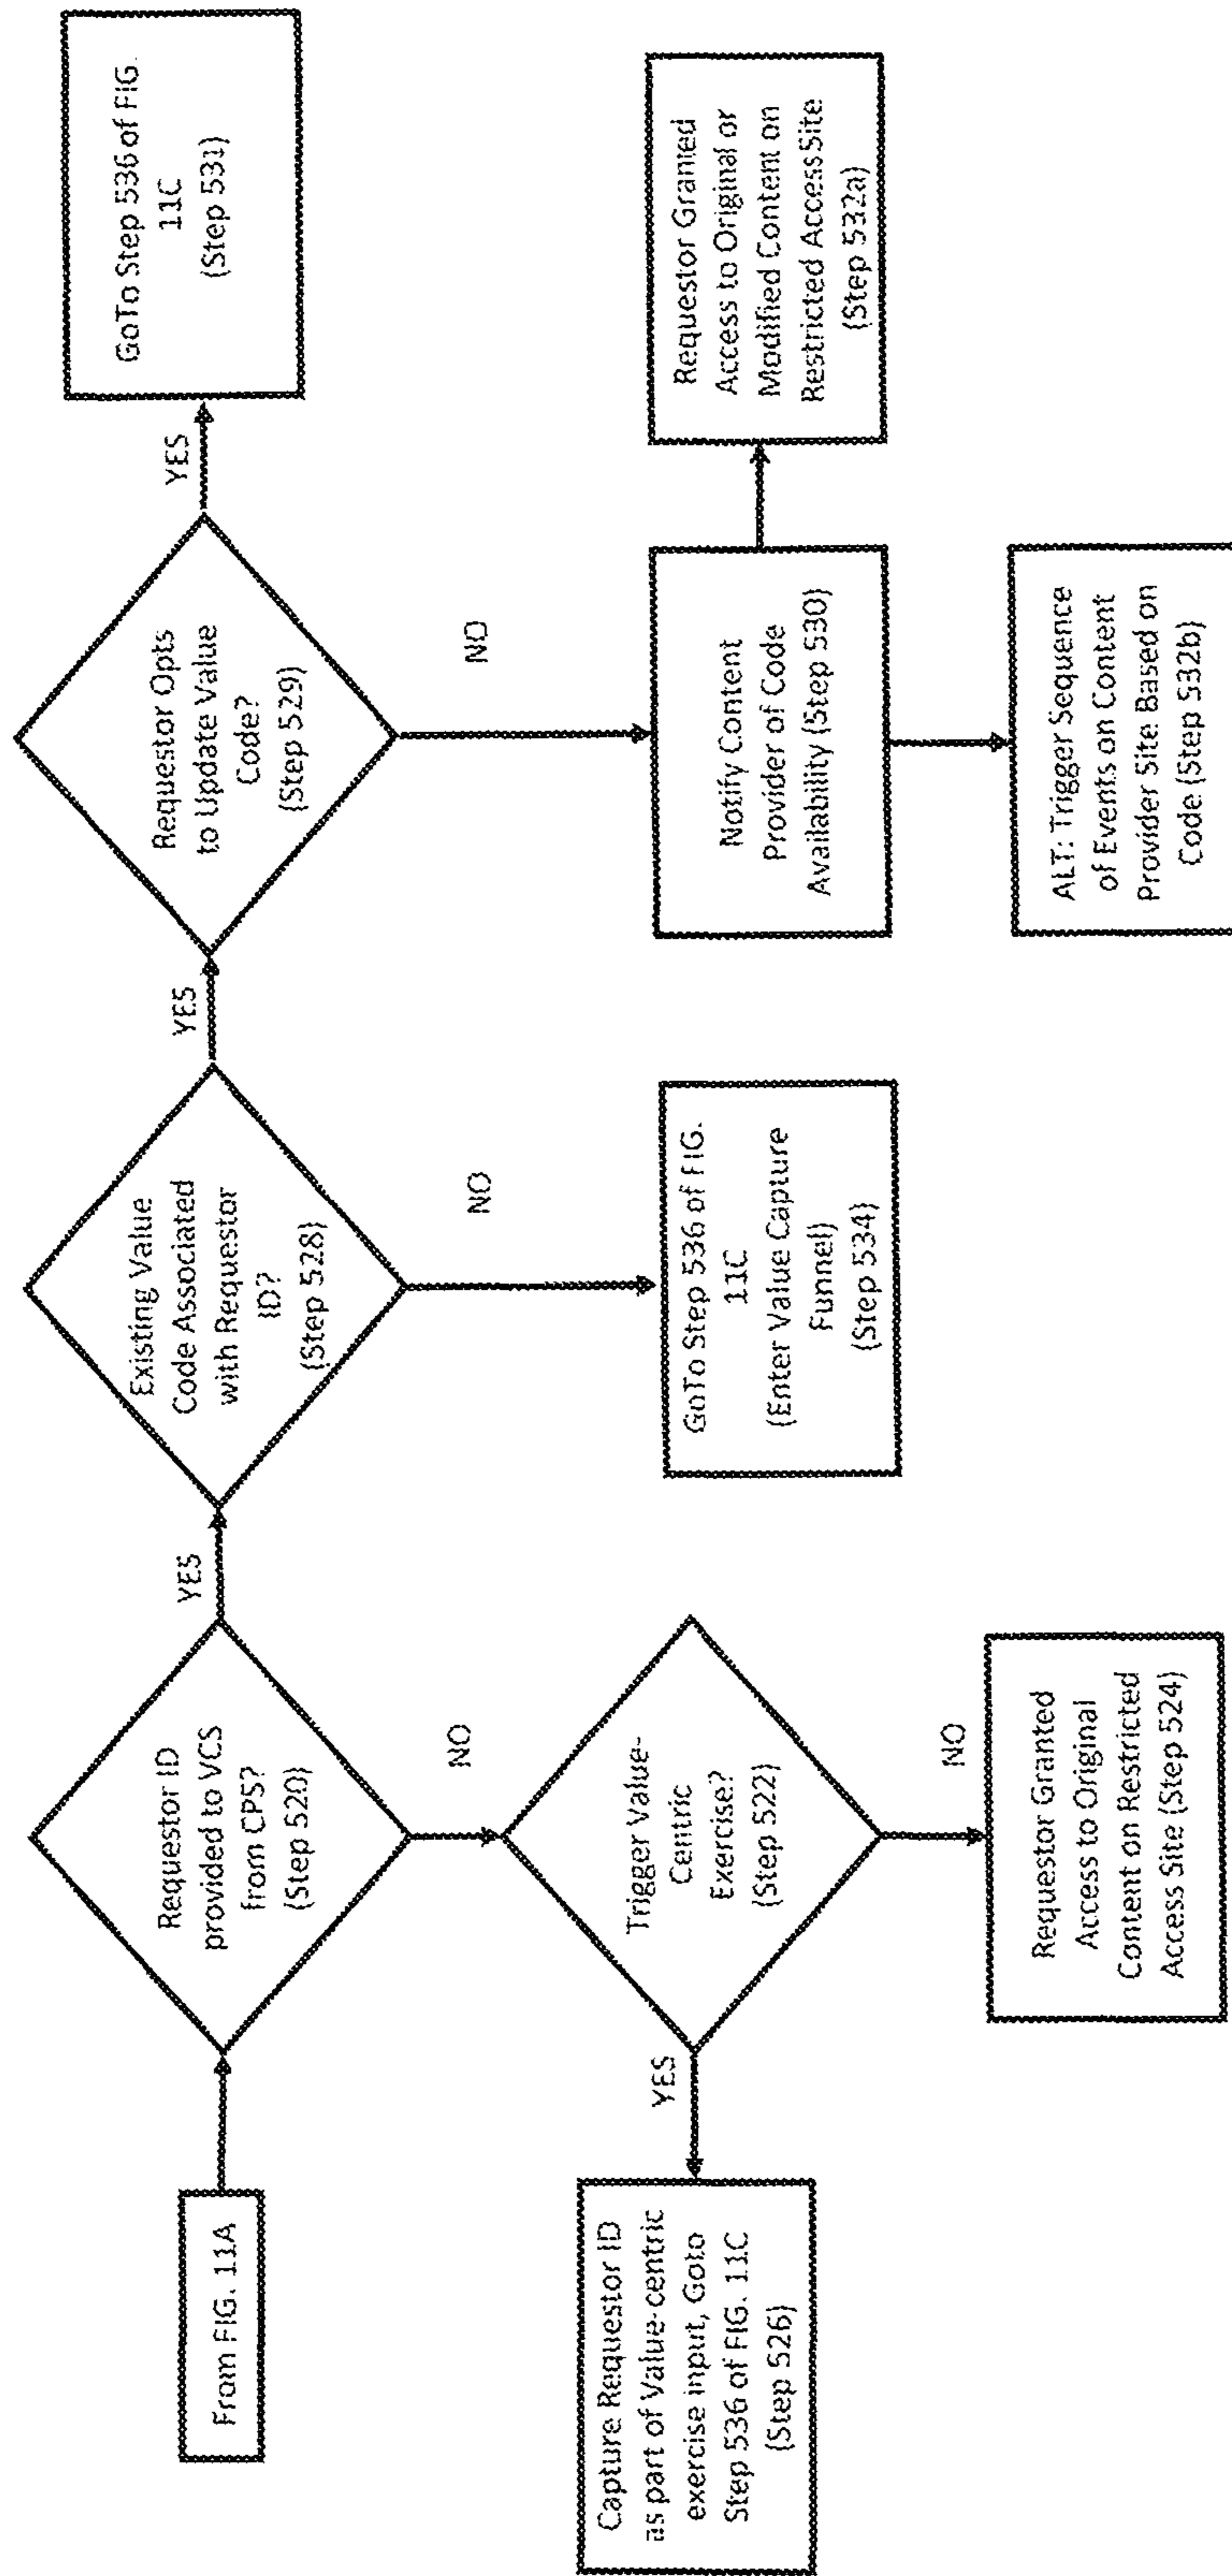 From FIG. 11A
Requestor ID
provided to VCS
from CPS?
(Step 520)
YES
Existing Value
Code Associated
with Requestor
ID?
(Step 528)
YES
Requestor Opts
to Update Value
Code?
(Step 529)
YES
GoTo Step 536 of FIG.
11C
(Step 531)
NO
NO
NO
Capture Requestor ID
as part of Value-centric
exercise input, Goto
Step 536 of FIG. 11C
(Step 526)
YES
Trigger Value-
Centric
Exercise?
(Step 522)
GoTo Step 536 of FIG.
11C
(Enter Value Capture
Funnel)
(Step 534)
Notify Content
Provider of Code
Availability (Step 530)
Requestor Granted
Access to Original or
Modified Content on
Restricted Access Site
(Step 532a)
NO
Requestor Granted
Access to Original
Content on Restricted
Access Site (Step 524)
ALT: Trigger Sequence
of Events on Content
Provider Site Based on
Code (Step 532b)